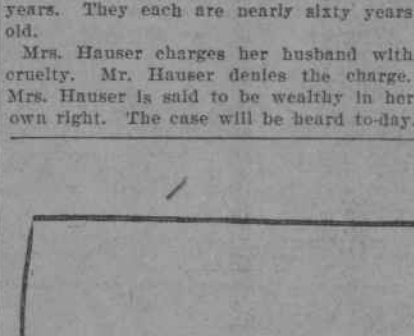 years. They each are nearly sixty years
old.
Mrs. Hauser charges her husband with
cruelty. Mr. Hauser denies the charge.
Mrs. Hauser is said to be wealthy in her
own right. The case will be heard to-day.